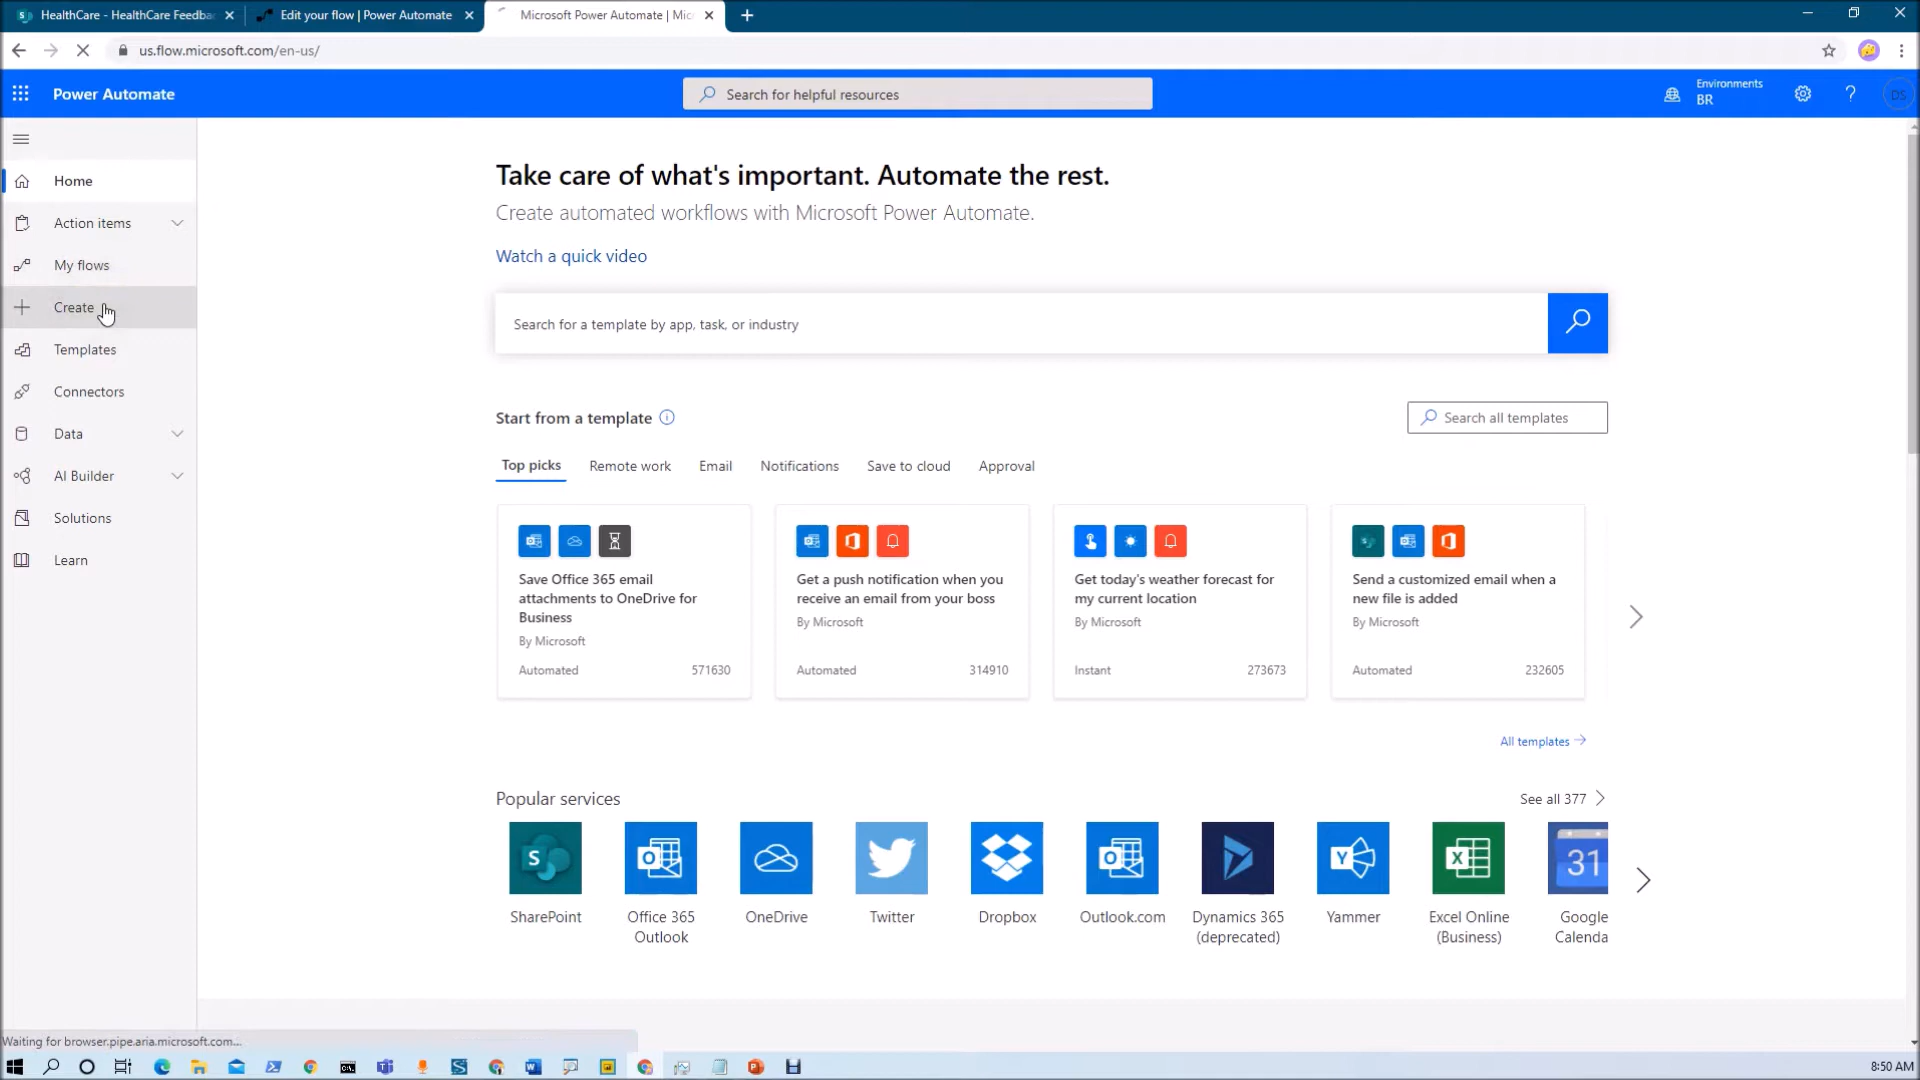 HealthCare - HealthCare Feedba
Edit your flow | Power Automate
Microsoft Power Automate | Mic
us.flow.microsoft.com/en-us/
Power Automate
Search for helpful resources
Environments
BR
DS
Home
Action items
My flows
Create
Templates
Connectors
Data
AI Builder
Solutions
Learn
Take care of what's important. Automate the rest.
Create automated workflows with Microsoft Power Automate.
Watch a quick video
Search for a template by app, task, or industry
Start from a template
Search all templates
Top picks
Remote work
Email
Notifications
Save to cloud
Approval
Save Office 365 email
attachments to OneDrive for
Business
By Microsoft
Automated 571630
Get a push notification when you
receive an email from your boss
By Microsoft
Automated 314910
Get today's weather forecast for
my current location
By Microsoft
Instant 273673
Send a customized email when a
new file is added
By Microsoft
Automated 232605
All templates
Popular services
See all 377
31
SharePoint
Office 365
Outlook
OneDrive
Twitter
Dropbox
Outlook.com
Dynamics 365
(deprecated)
Yammer
Excel Online
(Business)
Google
Calenda
Waiting for browser.pipe.aria.microsoft.com...
8:50 AM